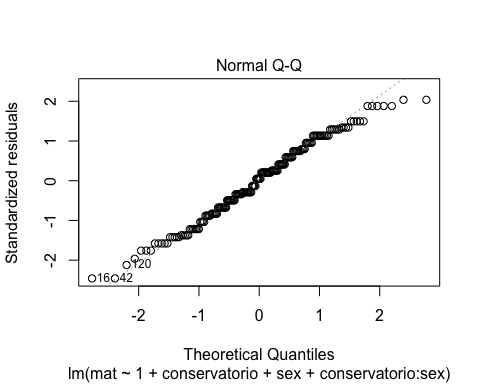 Normal Q-Q
Standardized residuals
2
1
0
-1
-2
120
16 42
-2 -1 0 1 2
Theoretical Quantiles
lm(mat ~ 1 + conservatorio + sex + conservatorio:sex)